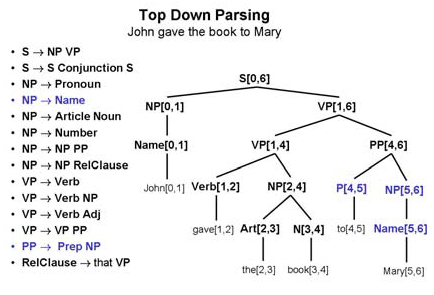 Top Down Parsing
John gave the book to Mary
• S → NP VP
• S → S Conjunction S
• NP → Pronoun
• NP → Name
• NP → Article Noun
• NP → Number
• NP → NP PP
• NP → NP RelClause
• VP → Verb
• VP → Verb NP
• VP → Verb Adj
• VP → VP PP
• PP → Prep NP
• RelClause → that VP
S[0,6]
NP[0,1] VP[1,6]
Name[0,1] VP[1,4] PP[4,6]
John[0,1] Verb[1,2] NP[2,4] P[4,5] NP[5,6]
gave[1,2] Art[2,3] N[3,4] to[4,5] Name[5,6]
the[2,3] book[3,4] Mary[5,6]